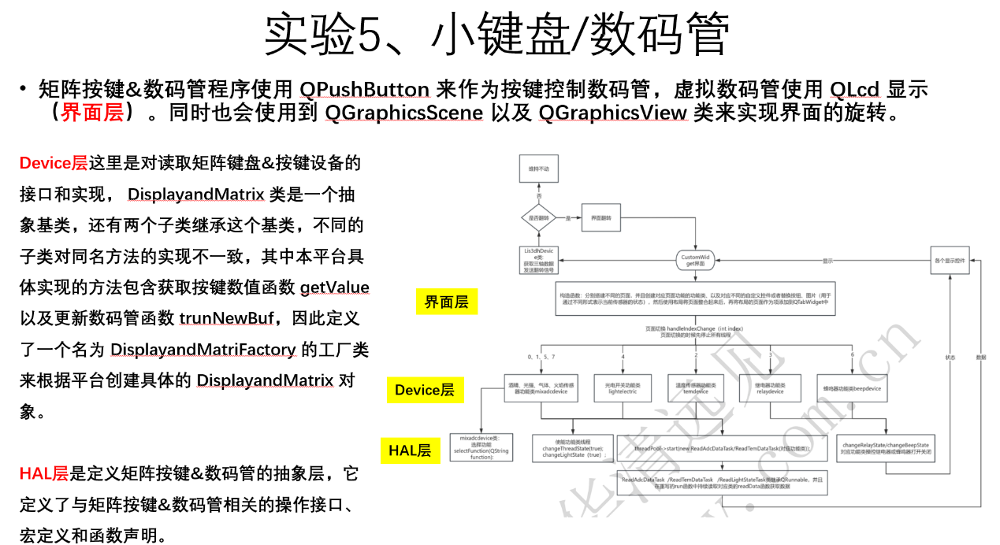 实验5、小键盘/数码管
• 矩阵按键&数码管程序使用 QPushButton 来作为按键控制数码管，虚拟数码管使用 QLcd 显示
（界面层）。同时也会使用到 QGraphicsScene 以及 QGraphicsView 类来实现界面的旋转。
Device层这里是对读取矩阵键盘&按键设备的
接口和实现， DisplayandMatrix 类是一个抽
象基类，还有两个子类继承这个基类，不同的
子类对同名方法的实现不一致，其中本平台具
体实现的方法包含获取按键数值函数 getValue
以及更新数码管函数 trunNewBuf，因此定义
了一个名为 DisplayandMatriFactory 的工厂类
来根据平台创建具体的 DisplayandMatrix 对
象。
HAL层是定义矩阵按键&数码管的抽象层，它
定义了与矩阵按键&数码管相关的操作接口、
宏定义和函数声明。
维持不动
否
是否翻转
是
界面翻转
Lis3dhDevic
e类:
获取三轴数据
发送翻转信号
CustomWid
get界面
显示
各个显示控件
界面层
构造函数：分别搭建不同的页面，并且创建对应页面功能的功能类、以及对应不同的自定义控件或者替换按钮、图片（用于
通过不同形式表示当前传感器的状态），然后使用布局将页面整合起来后，再将布局的页面作为项添加到QTabWidget中
页面切换 handleIndexChange（int index）
页面切换的时候先停止所有线程
0、1、5、7
4
2
3
6
状态
数据
Device层
酒精、光强、气体、火焰传感
器功能类mixadcdevice
光电开关功能类
lightelectric
温度传感器功能类
temdevice
继电器功能类
relaydevice
蜂鸣器功能类beepdevice
HAL层
mixadcdevice类:
选择功能
selectFunction(QString
function):
使能功能类线程
changeThreadState(true);
changeLightState（true）;
threadPool->start(new ReadAdcDataTask/ReadTemDataTask(对应功能类));
changeRelayState/changeBeepState
对应功能类操控继电器或蜂鸣器打开关闭
ReadAdcDataTask /ReadTemDataTask /ReadLightStateTask类继承QRunnable，并且
在重写的run函数中持续读取对应类的readData函数获取数据
华清远见
.com.cn